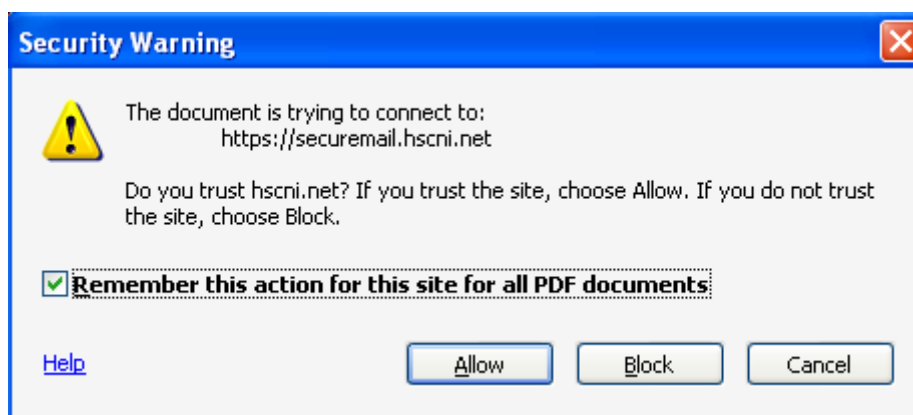 Security Warning
The document is trying to connect to:
https://securemail.hscni.net
Do you trust hscni.net? If you trust the site, choose Allow. If you do not trust
the site, choose Block.
Remember this action for this site for all PDF documents
Help
Allow
Block
Cancel